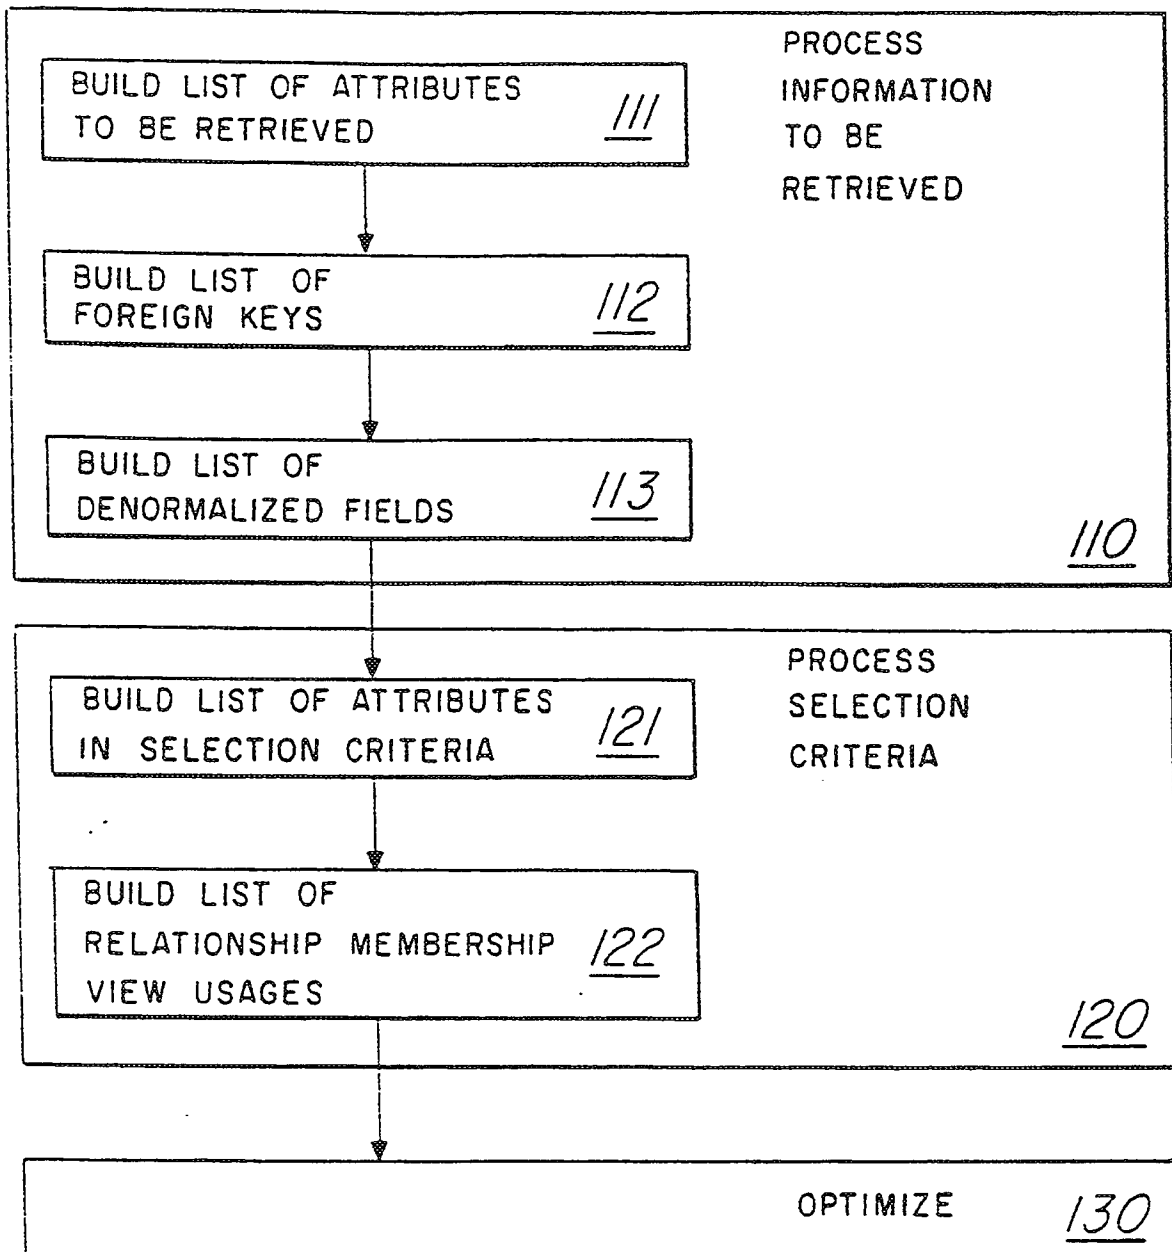 PROCESS
INFORMATION
TO BE
RETRIEVED
BUILD LIST OF ATTRIBUTES
TO BE RETRIEVED
111
BUILD LIST OF
FOREIGN KEYS
112
BUILD LIST OF
DENORMALIZED FIELDS
113
110
PROCESS
SELECTION
CRITERIA
BUILD LIST OF ATTRIBUTES
IN SELECTION CRITERIA
121
BUILD LIST OF
RELATIONSHIP MEMBERSHIP
VIEW USAGES
122
120
OPTIMIZE
130